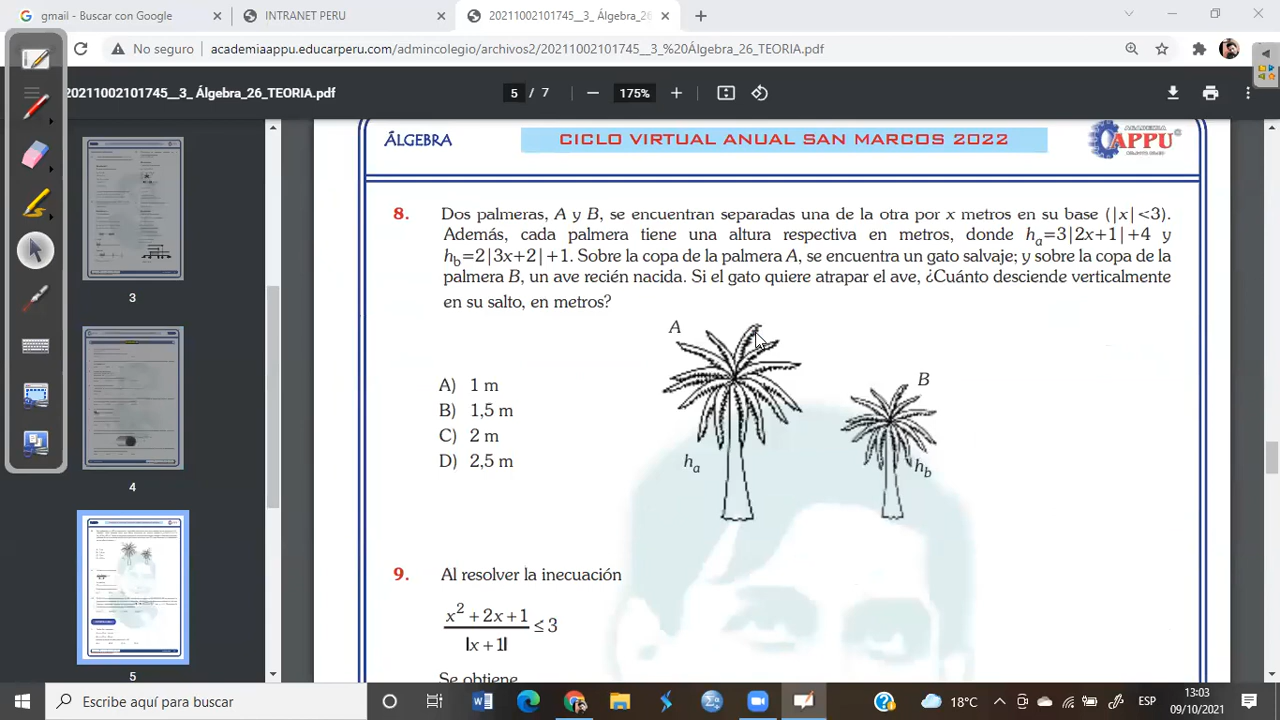 gmail - Buscar con Google
INTRANET PERU
20211002101745__3_ Álgebra_26
No seguro
academiaappu.educarperu.com/admincolegio/archivos2/20211002101745__3_%20Álgebra_26_TEORIA.pdf
20211002101745__3_ Álgebra_26_TEORIA.pdf
5 / 7
175%
3
4
5
ÁLGEBRA
CICLO VIRTUAL ANUAL SAN MARCOS 2022
ACADEMIA
APPU
8. Dos palmeras, A y B, se encuentran separadas una de la otra por x metros en su base (|x|<3).
Además, cada palmera tiene una altura respectiva en metros, donde hₐ=3|2x+1|+4 y
h_b=2|3x+2|+1. Sobre la copa de la palmera A, se encuentra un gato salvaje; y sobre la copa de la
palmera B, un ave recién nacida. Si el gato quiere atrapar el ave, ¿Cuánto desciende verticalmente
en su salto, en metros?
A
B
A) 1 m
B) 1,5 m
C) 2 m
D) 2,5 m
hₐ
h_b
9. Al resolver la inecuación
x²+2x+1
≤3
|x+1|
Se obtiene
Escribe aquí para buscar
18°C
ESP
13:03
09/10/2021